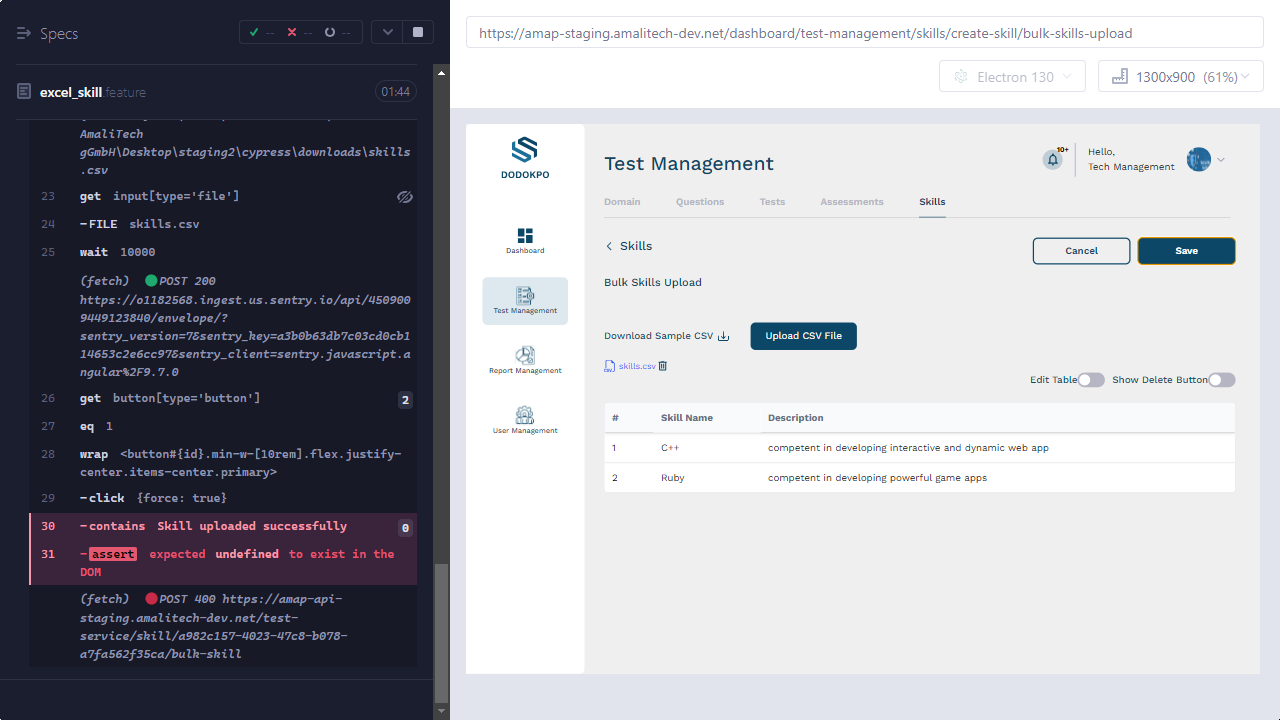 Specs
-- -- --
https://amap-staging.amalitech-dev.net/dashboard/test-management/skills/create-skill/bulk-skills-upload
Electron 130
1300x900 (61%)
excel_skill.feature 01:44
AmaliTech
gGmbH\Desktop\staging2\cypress\downloads\skills
.csv
23 get input[type='file']
24 -FILE skills.csv
25 wait 10000
(fetch) POST 200
https://o1182568.ingest.us.sentry.io/api/450900
9449123840/envelope/?
sentry_version=7&sentry_key=a3b0b63db7c03cd0cb1
14653c2e6cc97&sentry_client=sentry.javascript.a
ngular%2F9.7.0
26 get button[type='button'] 2
27 eq 1
28 wrap <button#{id}.min-w-[10rem].flex.justify-
center.items-center.primary>
29 -click {force: true}
30 -contains Skill uploaded successfully 0
31 -assert expected undefined to exist in the
DOM
(fetch) POST 400 https://amap-api-
staging.amalitech-dev.net/test-
service/skill/a982c157-4023-47c8-b078-
a7fa562f35ca/bulk-skill
DODOKPO
Dashboard
Test Management
Report Management
User Management
Test Management
10+
Hello,
Tech Management
Domain Questions Tests Assessments Skills
Skills
Cancel Save
Bulk Skills Upload
Download Sample CSV Upload CSV File
skills.csv
Edit Table Show Delete Button
# Skill Name Description
1 C++ competent in developing interactive and dynamic web app
2 Ruby competent in developing powerful game apps